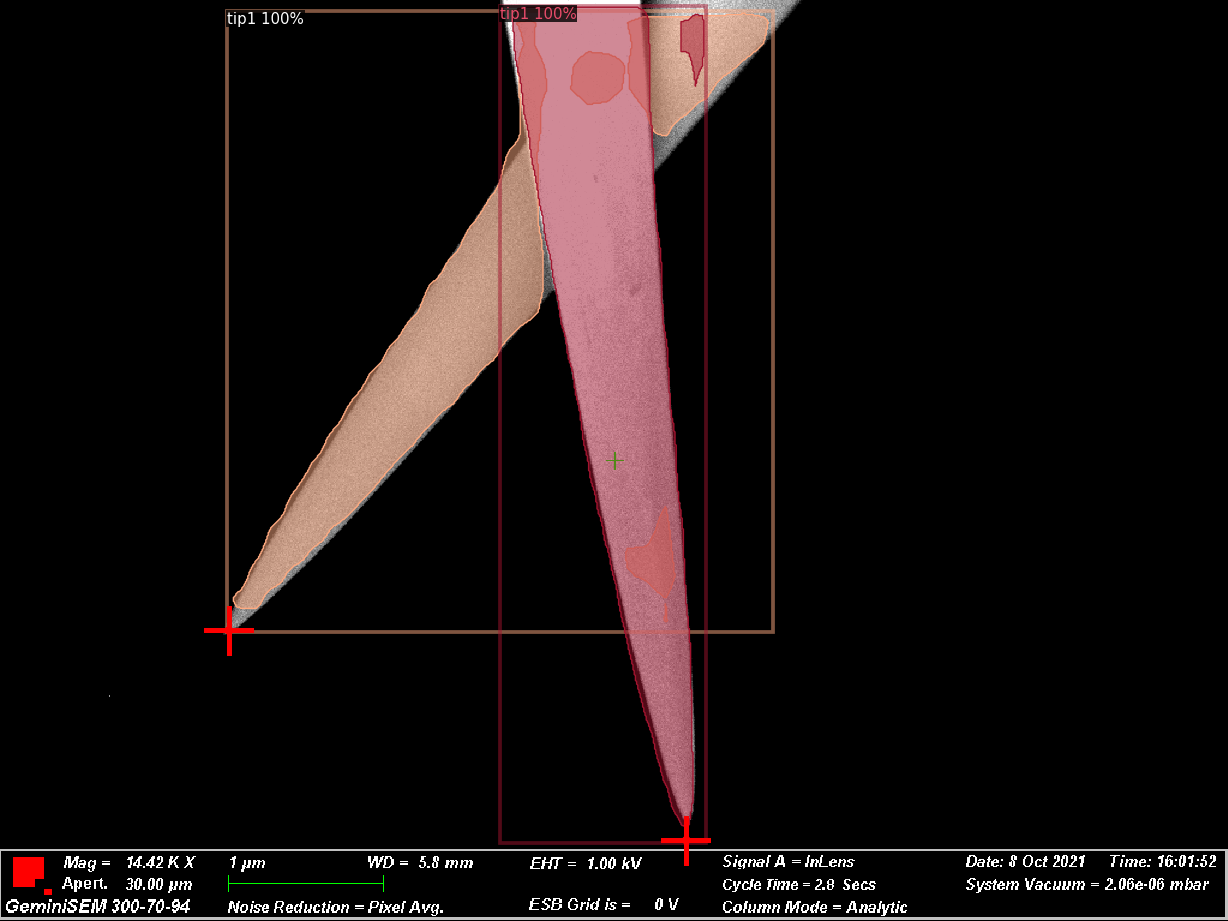 tip1 100%
tip1 100%
Mag = 14.42 K X
1 µm
WD = 5.8 mm
EHT = 1.00 kV
Signal A = InLens
Date: 8 Oct 2021 Time: 16:01:52
Apert. 30.00 µm
Cycle Time = 2.8 Secs
System Vacuum = 2.06e-06 mbar
GeminiSEM 300-70-94
Noise Reduction = Pixel Avg.
ESB Grid is = 0 V
Column Mode = Analytic